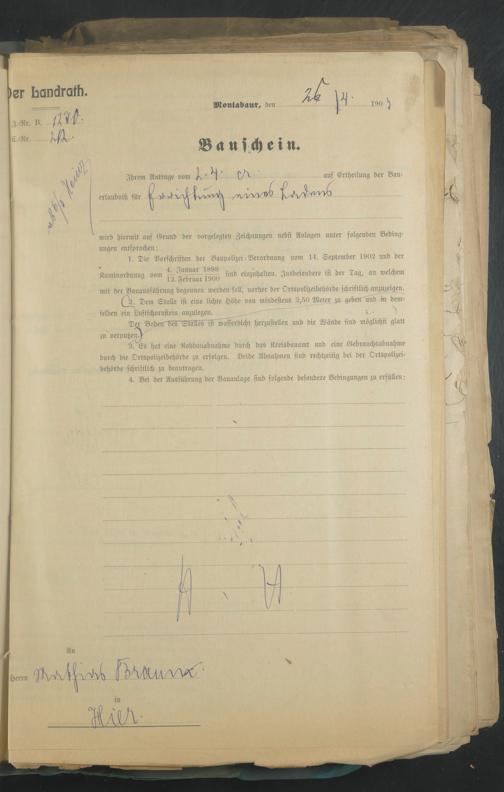 Der Landrath.
J.-Nr. B. 1280.
Montabaur, den 26/4. 1903
Bauschein.
Ihrem Antrage vom 2.4. cr. auf Ertheilung der Bau-
erlaubniß für Errichtung eines Ladens
wird hiermit auf Grund der vorgelegten Zeichnungen nebst Anlagen unter folgenden Beding-
ungen entsprochen:
1. Die Vorschriften der Baupolizei-Verordnung vom 14. September 1902 und der
Kaminordnung vom 4. Januar 1898 / 12. Februar 1900 sind einzuhalten. Insbesondere ist der Tag, an welchem
mit der Bauausführung begonnen werden soll, vorher der Ortspolizeibehörde schriftlich anzuzeigen.
(2. Dem Stalle ist eine lichte Höhe von mindestens 2,50 Meter zu geben und in dem-
selben ein Luftschornstein anzulegen.
Der Boden des Stalles ist wasserdicht herzustellen und die Wände sind möglichst glatt
zu verputzen.)
3. Es hat eine Rohbauabnahme durch das Kreisbauamt und eine Gebrauchsabnahme
durch die Ortspolizeibehörde zu erfolgen. Beide Abnahmen sind rechtzeitig bei der Ortspolizei-
behörde schriftlich zu beantragen.
4. Bei der Ausführung der Bauanlage sind folgende besondere Bedingungen zu erfüllen:
An
Herrn Mathias Braun
in
Hier.